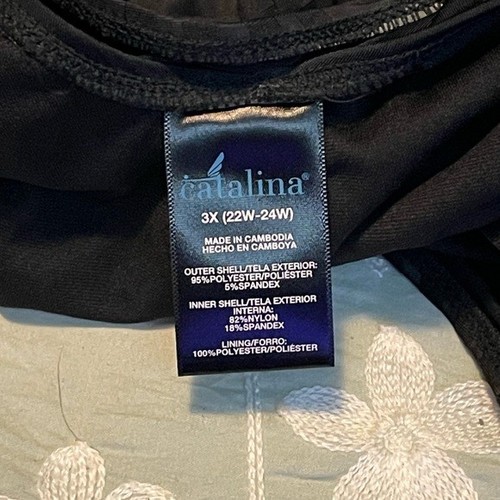 catalina®
3X (22W-24W)
MADE IN CAMBODIA
HECHO EN CAMBOYA
OUTER SHELL/TELA EXTERIOR:
95%POLYESTER/POLIÉSTER
5%SPANDEX
INNER SHELL/TELA EXTERIOR
INTERNA:
82%NYLON
18%SPANDEX
LINING/FORRO:
100%POLYESTER/POLIÉSTER